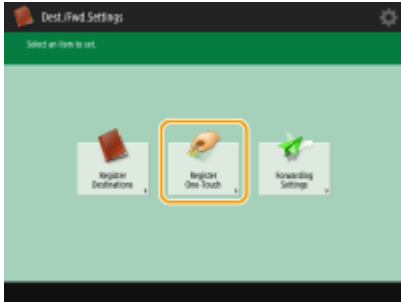 Dest./Fwd. Settings
Select an item to set.
Register
Destinations
Register
One-Touch
Forwarding
Settings